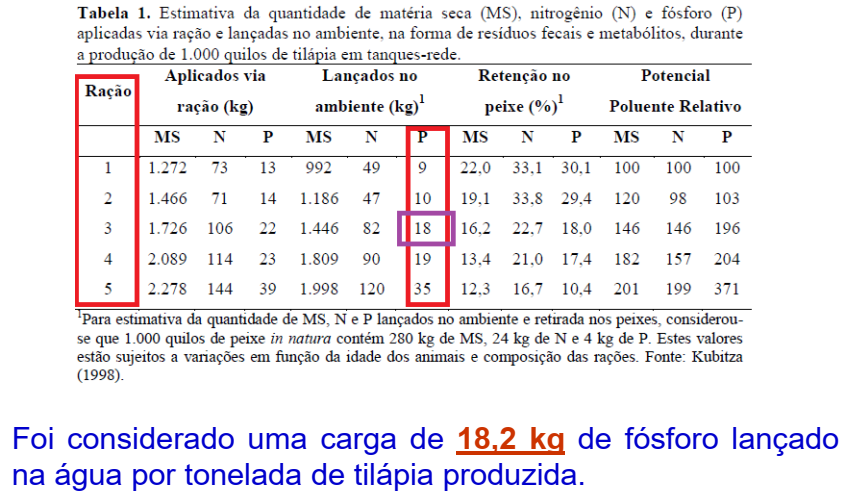 Tabela 1. Estimativa da quantidade de matéria seca (MS), nitrogênio (N) e fósforo (P)
aplicadas via ração e lançadas no ambiente, na forma de resíduos fecais e metabólitos, durante
a produção de 1.000 quilos de tilápia em tanques-rede.
Ração Aplicados via ração (kg) Lançados no ambiente (kg)1 Retenção no peixe (%)1 Potencial Poluente Relativo
MS N P MS N P MS N P MS N P
1 1.272 73 13 992 49 9 22,0 33,1 30,1 100 100 100
2 1.466 71 14 1.186 47 10 19,1 33,8 29,4 120 98 103
3 1.726 106 22 1.446 82 18 16,2 22,7 18,0 146 146 196
4 2.089 114 23 1.809 90 19 13,4 21,0 17,4 182 157 204
5 2.278 144 39 1.998 120 35 12,3 16,7 10,4 201 199 371
1Para estimativa da quantidade de MS, N e P lançados no ambiente e retirada nos peixes, considerou-
se que 1.000 quilos de peixe in natura contém 280 kg de MS, 24 kg de N e 4 kg de P. Estes valores
estão sujeitos a variações em função da idade dos animais e composição das rações. Fonte: Kubitza
(1998).
Foi considerado uma carga de 18,2 kg de fósforo lançado
na água por tonelada de tilápia produzida.